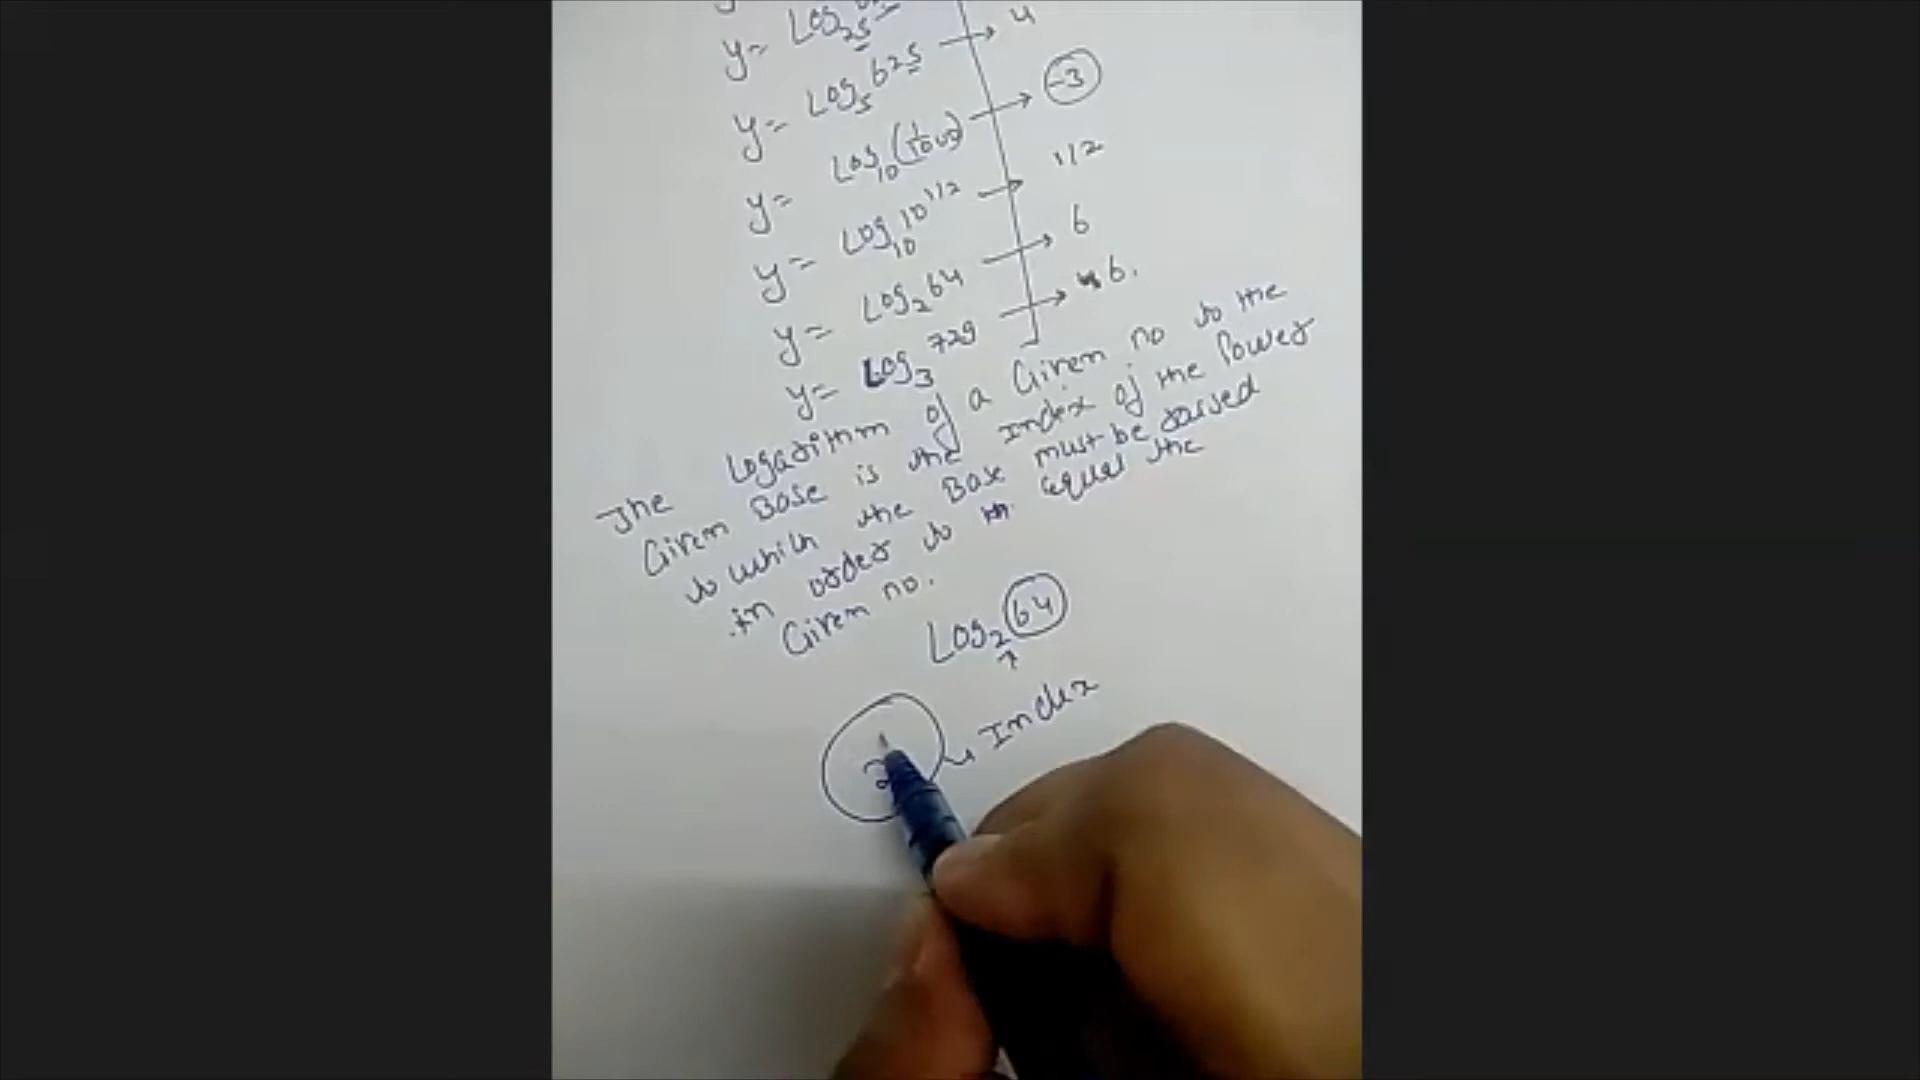 y= Log₂₅
y= Log₅ 625 → 4
y= Log₁₀(1/1000) → -3
y= Log₁₀ 10^1/2 → 1/2
y= Log₂ 64 → 6
y= Log₃ 729 → 6.
The Logarithm of a Given no to the
Given Base is the Index of the Power
to which the Base must be raised
in order to equal the
Given no.
Log₂ 64
Index
2